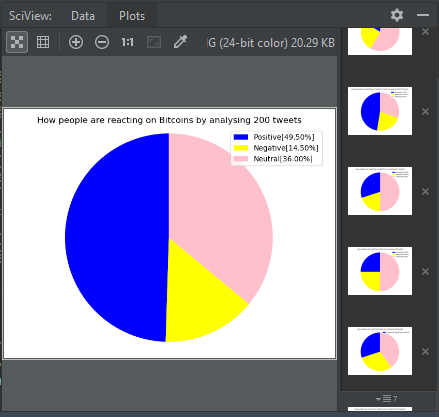 SciView: Data Plots
1:1 IG (24-bit color) 20.29 KB
How people are reacting on Bitcoins by analysing 200 tweets
Positive[49.50%]
Negative[14.50%]
Neutral[36.00%]
7